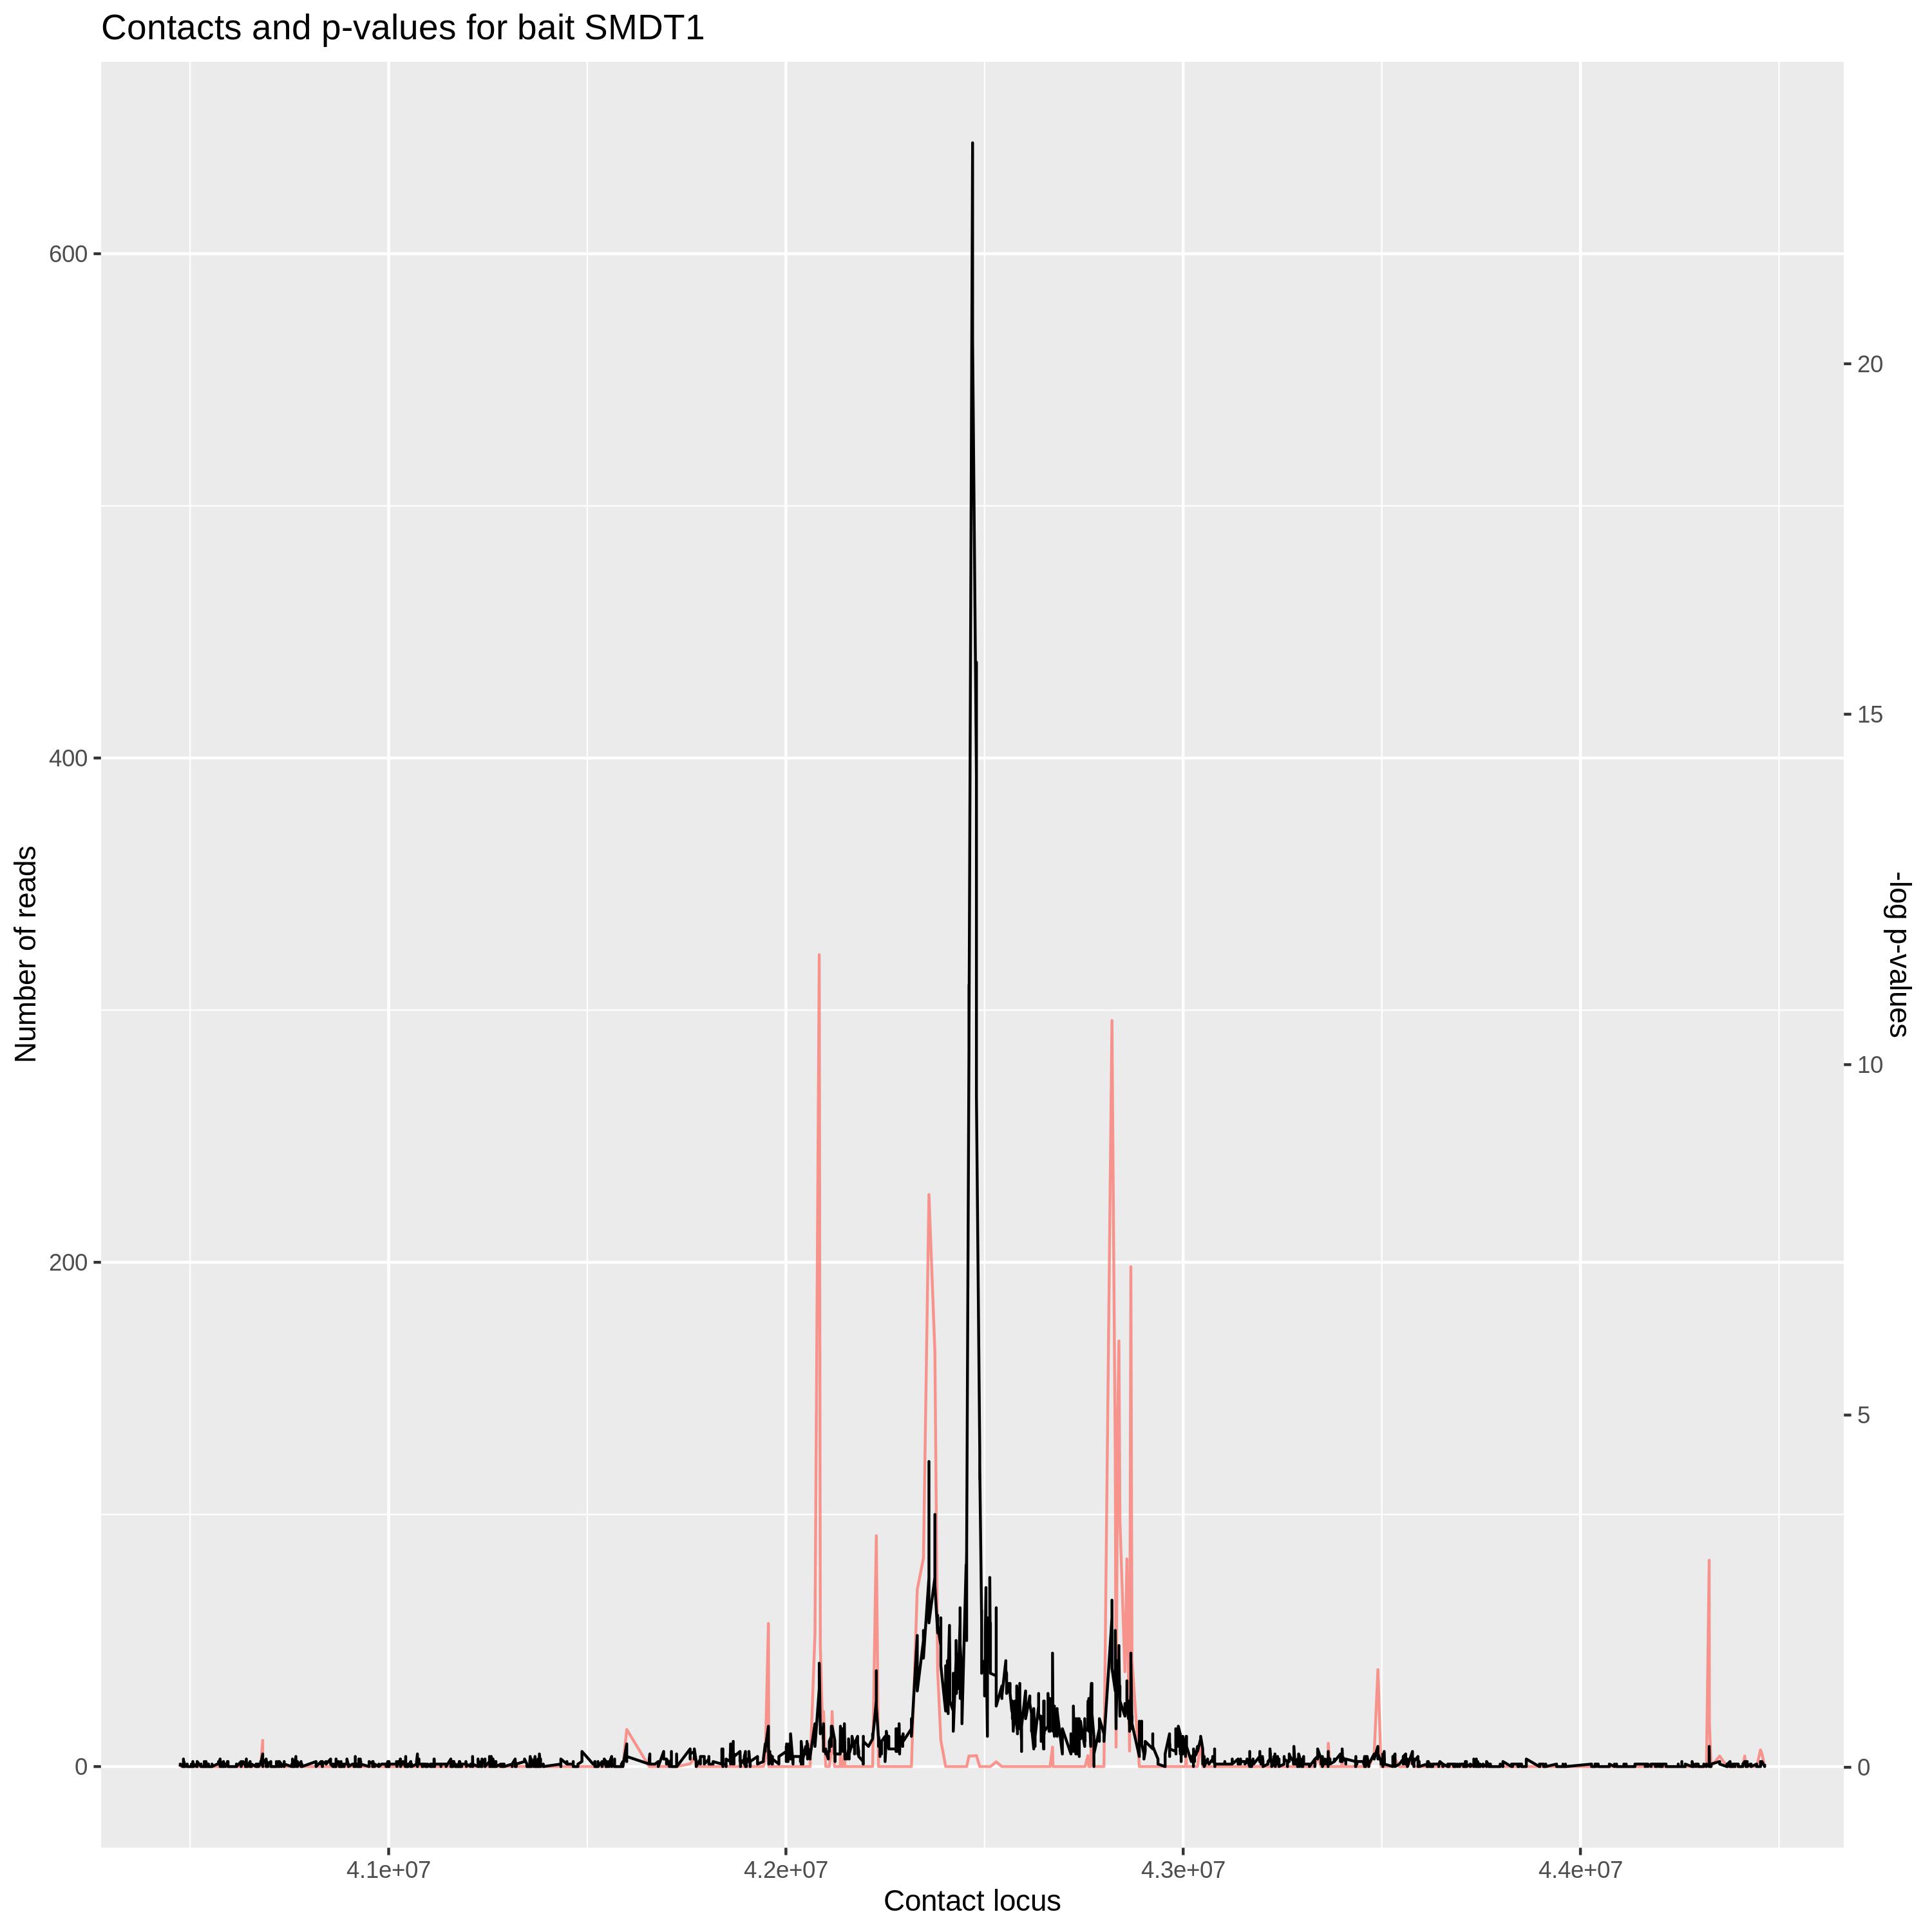 Contacts and p-values for bait SMDT1
600
400
200
0
Number of reads
20
15
10
5
0
-log p-values
4.1e+07
4.2e+07
4.3e+07
4.4e+07
Contact locus